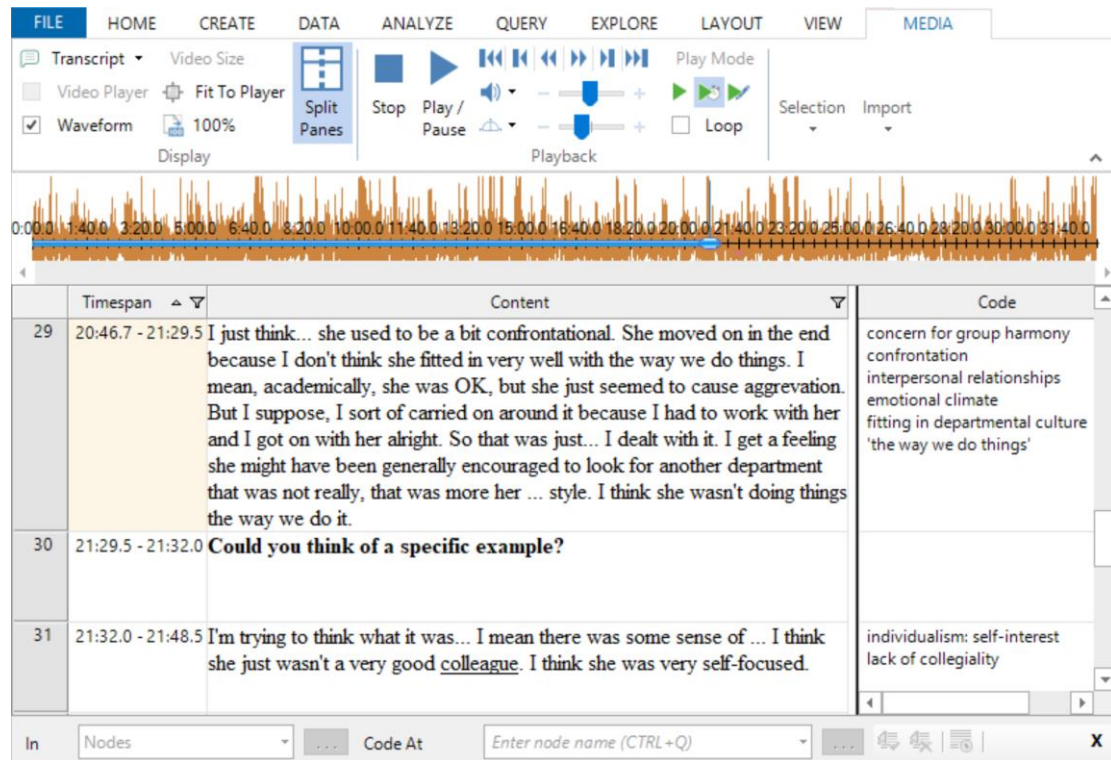 FILE HOME CREATE DATA ANALYZE QUERY EXPLORE LAYOUT VIEW MEDIA
Transcript Video Size
Video Player Fit To Player
Waveform 100%
Split Panes
Display
Stop Play / Pause
Playback
Play Mode
Loop
Selection Import
0:00.0 1:40.0 3:20.0 5:00.0 6:40.0 8:20.0 10:00.0 11:40.0 13:20.0 15:00.0 16:40.0 18:20.0 20:00.0 21:40.0 23:20.0 25:00.0 26:40.0 28:20.0 30:00.0 31:40.0
Timespan Content Code
29 20:46.7 - 21:29.5
I just think... she used to be a bit confrontational. She moved on in the end
because I don't think she fitted in very well with the way we do things. I
mean, academically, she was OK, but she just seemed to cause aggrevation.
But I suppose, I sort of carried on around it because I had to work with her
and I got on with her alright. So that was just... I dealt with it. I get a feeling
she might have been generally encouraged to look for another department
that was not really, that was more her ... style. I think she wasn't doing things
the way we do it.
concern for group harmony
confrontation
interpersonal relationships
emotional climate
fitting in departmental culture
'the way we do things'
30 21:29.5 - 21:32.0 Could you think of a specific example?
31 21:32.0 - 21:48.5
I'm trying to think what it was... I mean there was some sense of ... I think
she just wasn't a very good colleague. I think she was very self-focused.
individualism: self-interest
lack of collegiality
In Nodes ... Code At Enter node name (CTRL+Q) ... X